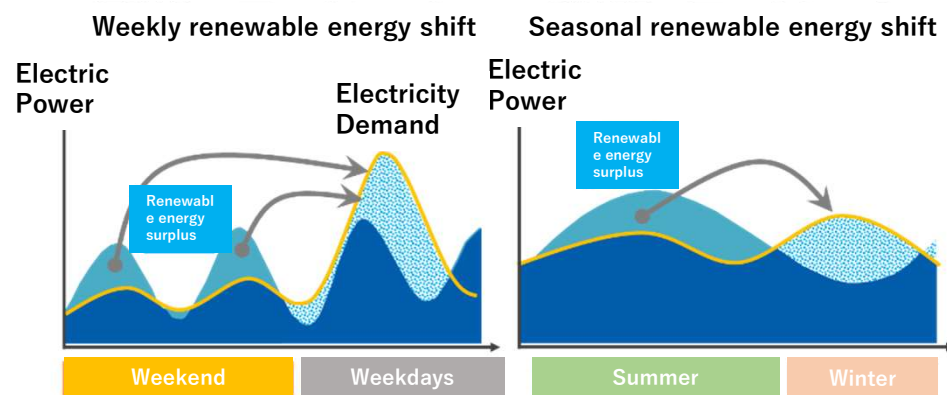 Weekly renewable energy shift
Electric
Power
Electricity
Demand
Renewabl
e energy
surplus
Weekend
Weekdays
Seasonal renewable energy shift
Electric
Power
Renewabl
e energy
surplus
Summer
Winter